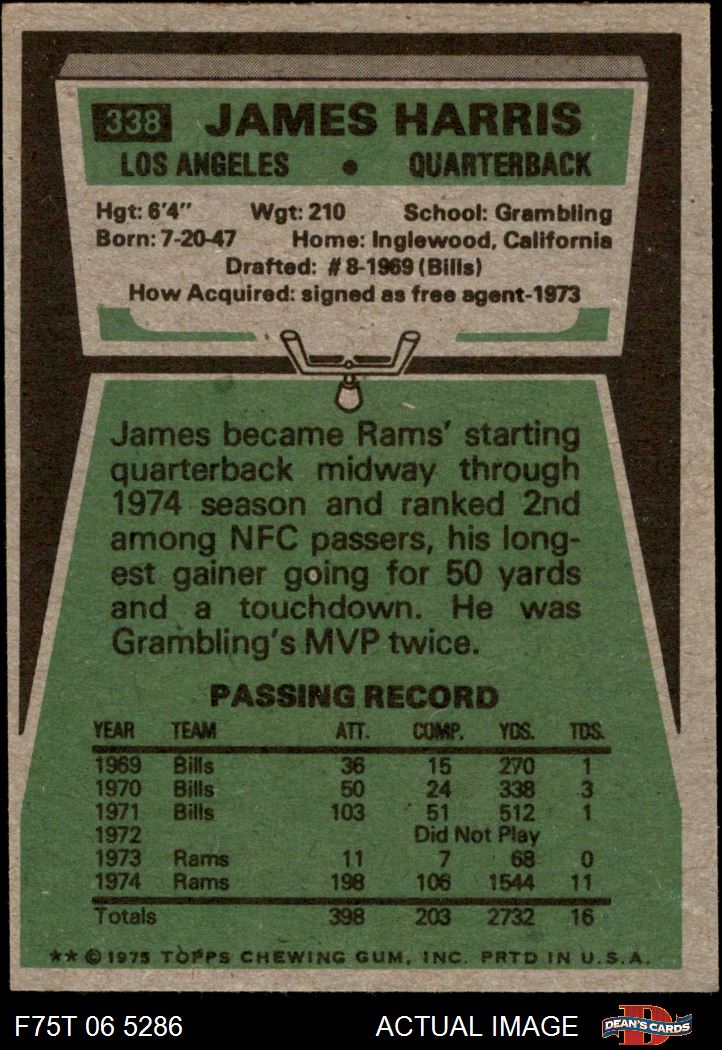 338 JAMES HARRIS
LOS ANGELES • QUARTERBACK
Hgt: 6'4" Wgt: 210 School: Grambling
Born: 7-20-47 Home: Inglewood, California
Drafted: #8-1969 (Bills)
How Acquired: signed as free agent-1973
James became Rams' starting
quarterback midway through
1974 season and ranked 2nd
among NFC passers, his long-
est gainer going for 50 yards
and a touchdown. He was
Grambling's MVP twice.
PASSING RECORD
YEAR TEAM ATT. COMP. YDS. TDS.
1969 Bills 36 15 270 1
1970 Bills 50 24 338 3
1971 Bills 103 51 512 1
1972 Did Not Play
1973 Rams 11 7 68 0
1974 Rams 198 106 1544 11
Totals 398 203 2732 16
** © 1975 TOPPS CHEWING GUM, INC. PRTD IN U.S.A.
F75T 06 5286 ACTUAL IMAGE D DEAN'S CARDS